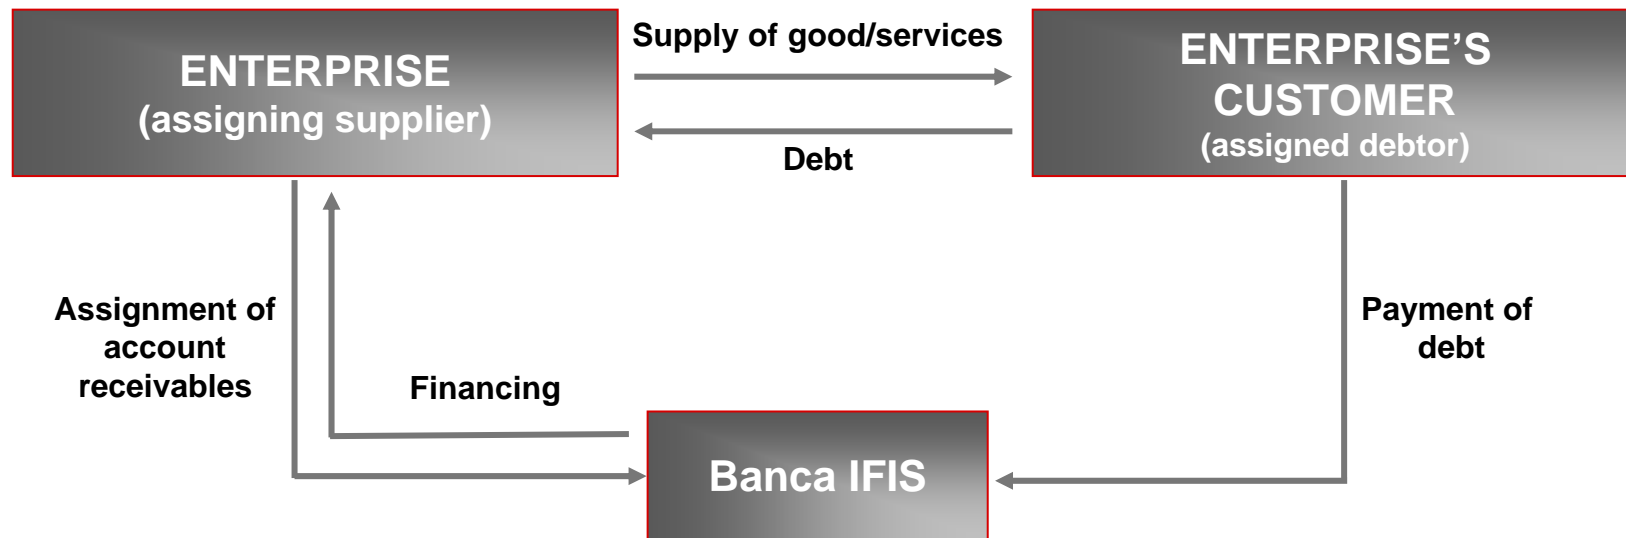 ENTERPRISE
(assigning supplier)
Supply of good/services
Debt
ENTERPRISE’S
CUSTOMER
(assigned debtor)
Assignment of
account
receivables
Financing
Payment of
debt
Banca IFIS